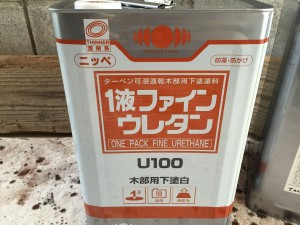 THINNER
溶剤系
ニッペ
防藻・防かび
ターペン可溶速乾木部用下塗塗料
1液ファイン
ウレタン
ONE PACK FINE URETHANE
U100
木部用下塗白